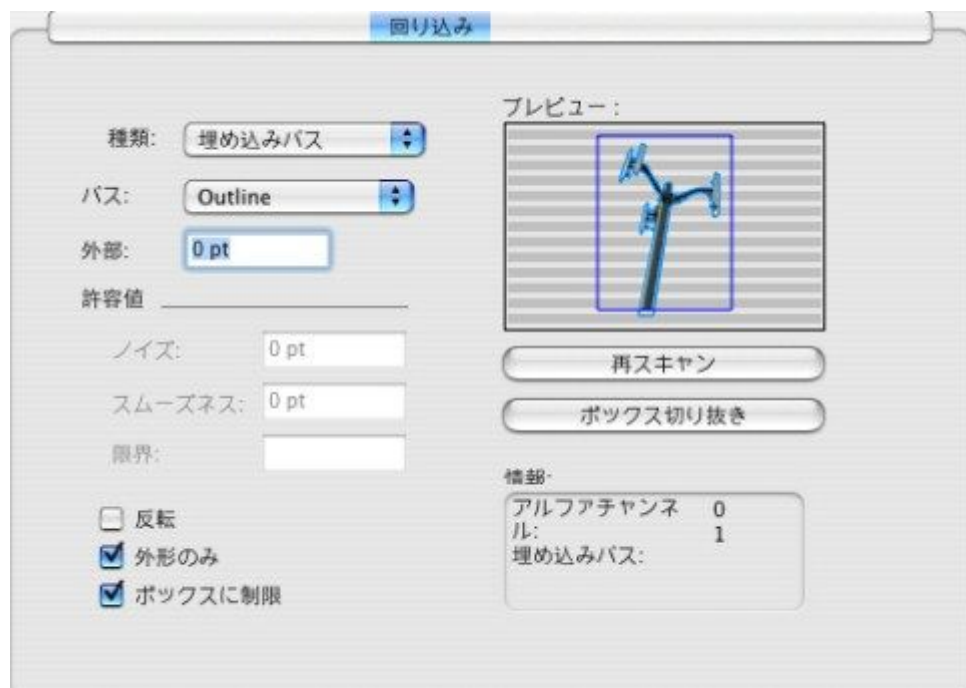 回り込み
種類: 埋め込みパス
パス: Outline
外部: 0 pt
許容値
ノイズ: 0 pt
スムーズネス: 0 pt
限界:
反転
外形のみ
ボックスに制限
プレビュー:
再スキャン
ボックス切り抜き
情報:
アルファチャンネ 0
ル: 1
埋め込みパス: